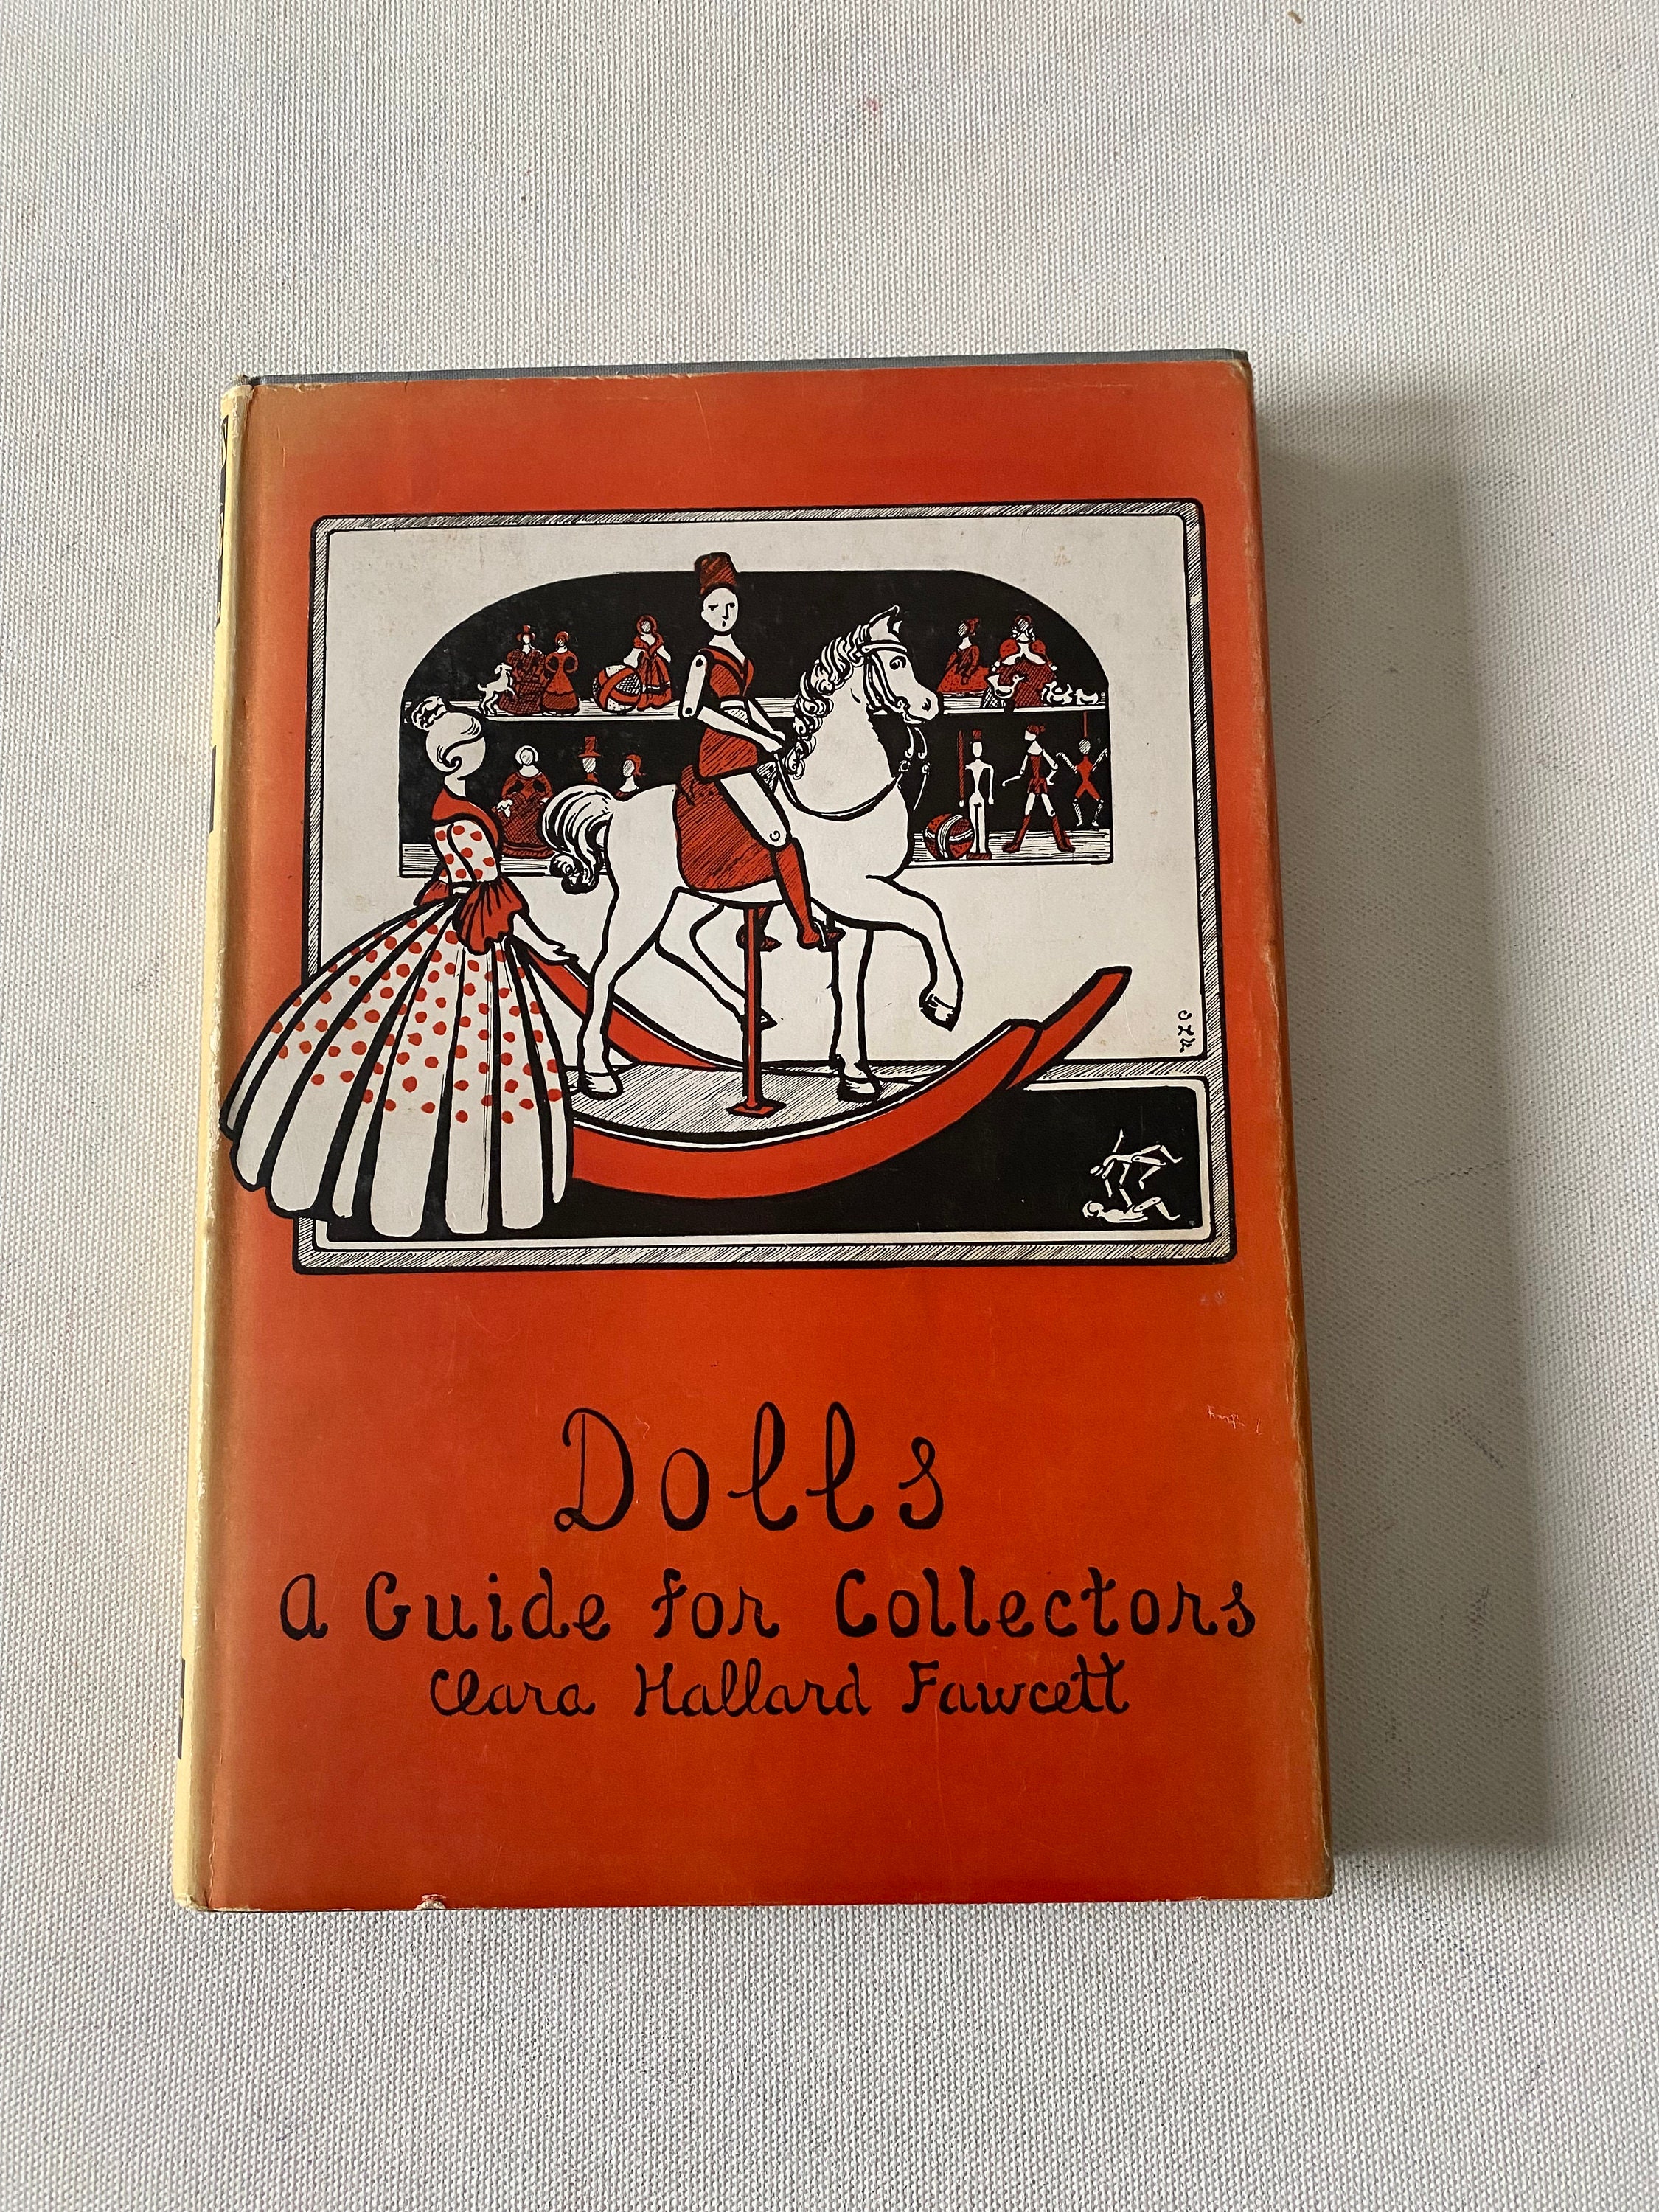 Dolls
A Guide for Collectors
Clara Hallard Fawcett